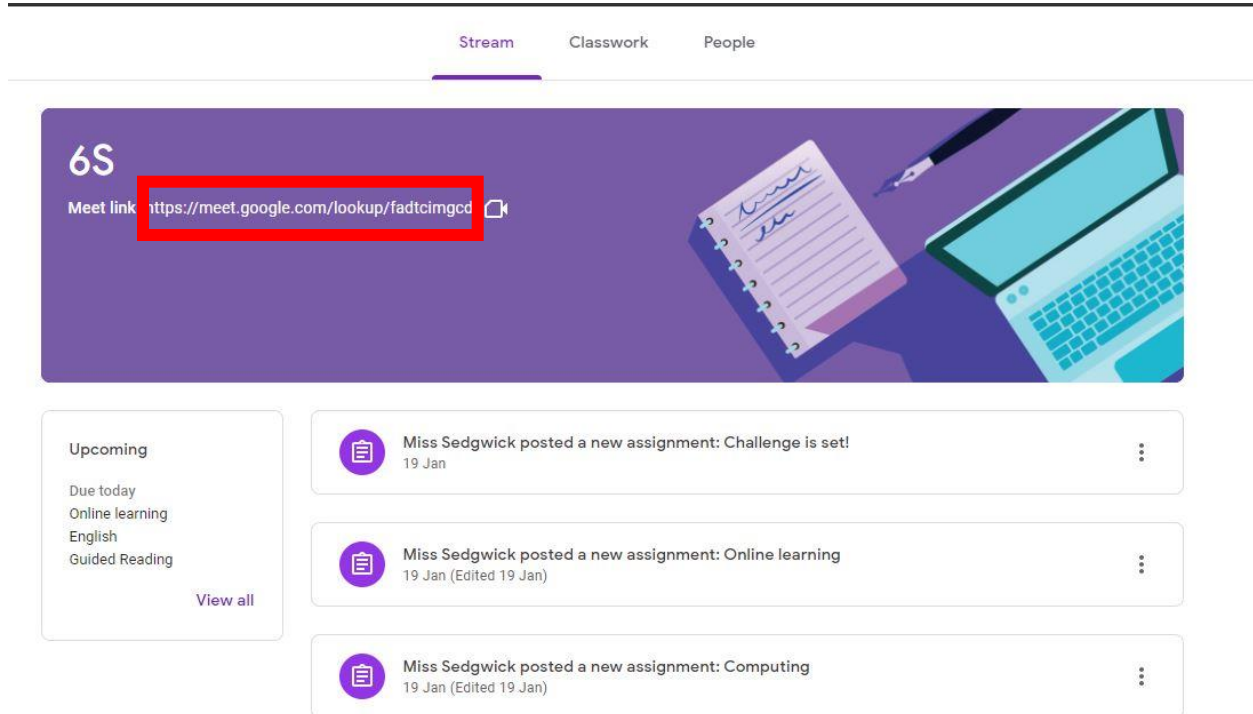 Stream Classwork People
6S
Meet link https://meet.google.com/lookup/fadtcimgcd
Upcoming
Due today
Online learning
English
Guided Reading
View all
Miss Sedgwick posted a new assignment: Challenge is set!
19 Jan
Miss Sedgwick posted a new assignment: Online learning
19 Jan (Edited 19 Jan)
Miss Sedgwick posted a new assignment: Computing
19 Jan (Edited 19 Jan)